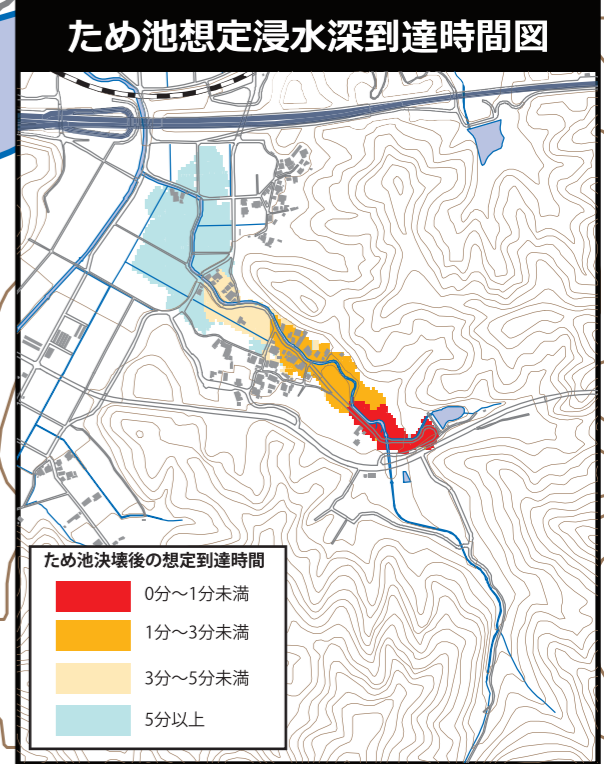 ため池想定浸水深到達時間図
ため池決壊後の想定到達時間
0分～1分未満
1分～3分未満
3分～5分未満
5分以上